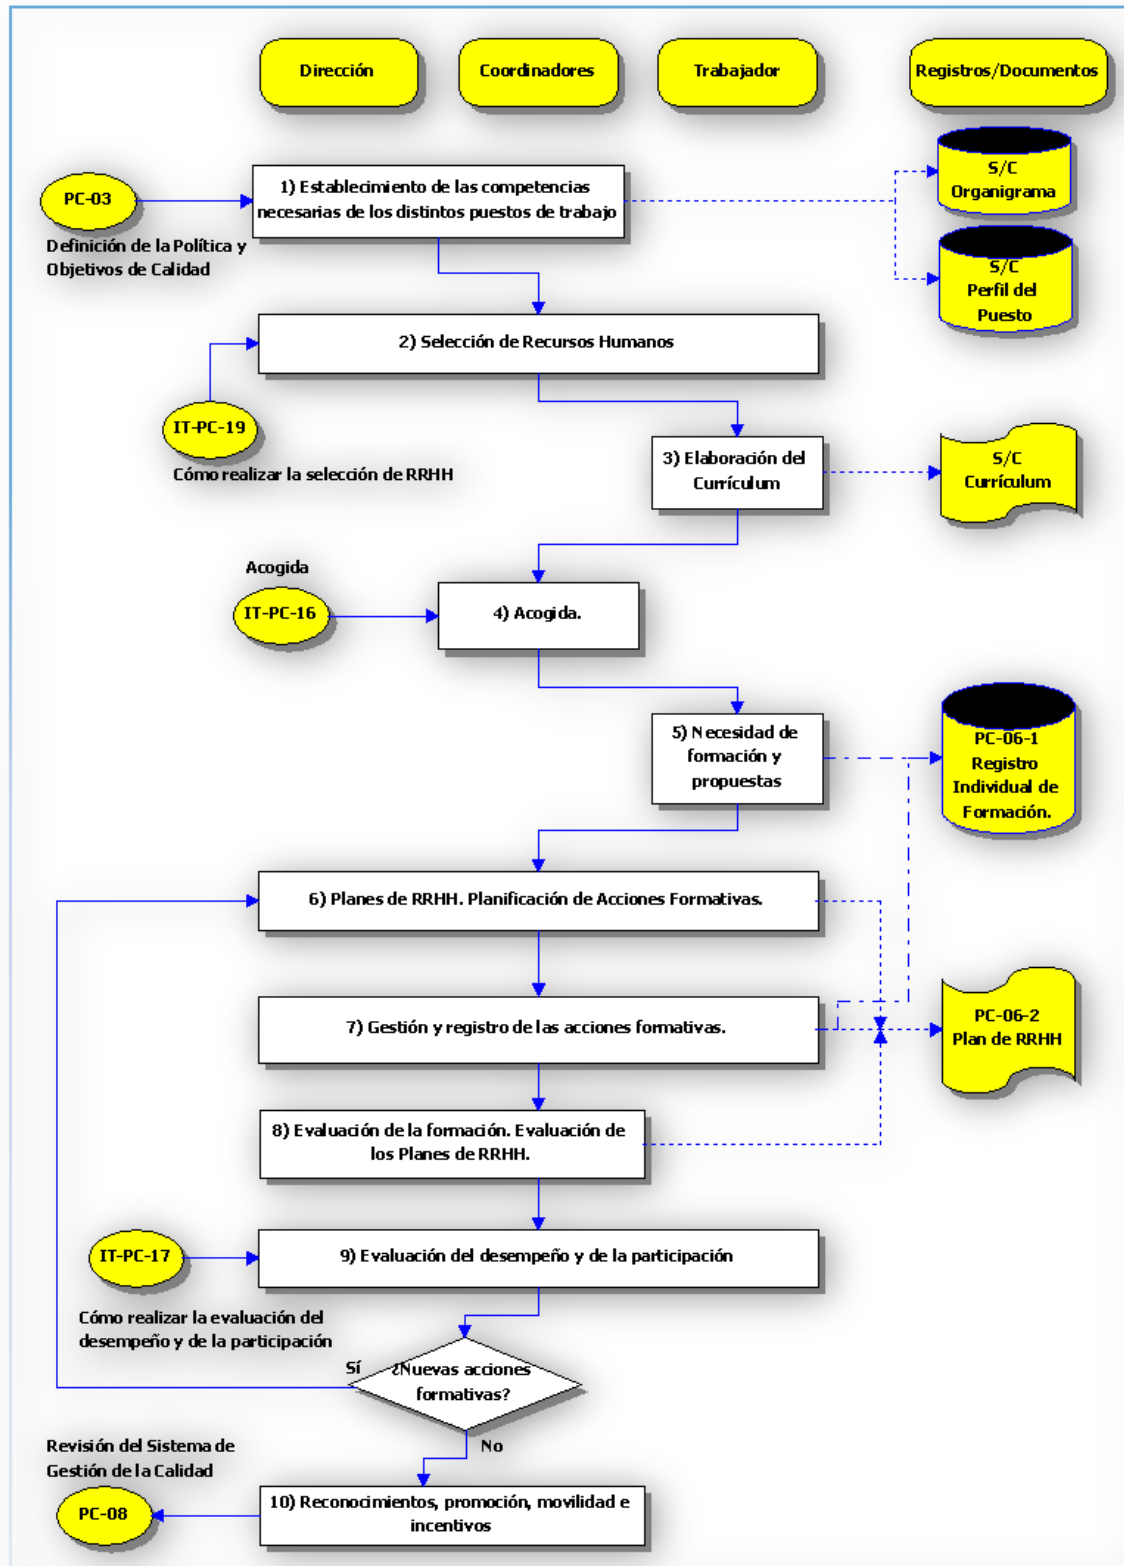 Dirección
Coordinadores
Trabajador
Registros/Documentos
S/C
Organigrama
PC-03
1) Establecimiento de las competencias
necesarias de los distintos puestos de trabajo
Definición de la Política y
Objetivos de Calidad
S/C
Perfil del
Puesto
2) Selección de Recursos Humanos
IT-PC-19
Cómo realizar la selección de RRHH
3) Elaboración del
Currículum
S/C
Currículum
Acogida
IT-PC-16
4) Acogida.
5) Necesidad de
formación y
propuestas
PC-06-1
Registro
Individual de
Formación.
6) Planes de RRHH. Planificación de Acciones Formativas.
7) Gestión y registro de las acciones formativas.
PC-06-2
Plan de RRHH
8) Evaluación de la formación. Evaluación de
los Planes de RRHH.
IT-PC-17
9) Evaluación del desempeño y de la participación
Cómo realizar la evaluación del
desempeño y de la participación
Sí
¿Nuevas acciones
formativas?
No
Revisión del Sistema de
Gestión de la Calidad
PC-08
10) Reconocimientos, promoción, movilidad e
incentivos